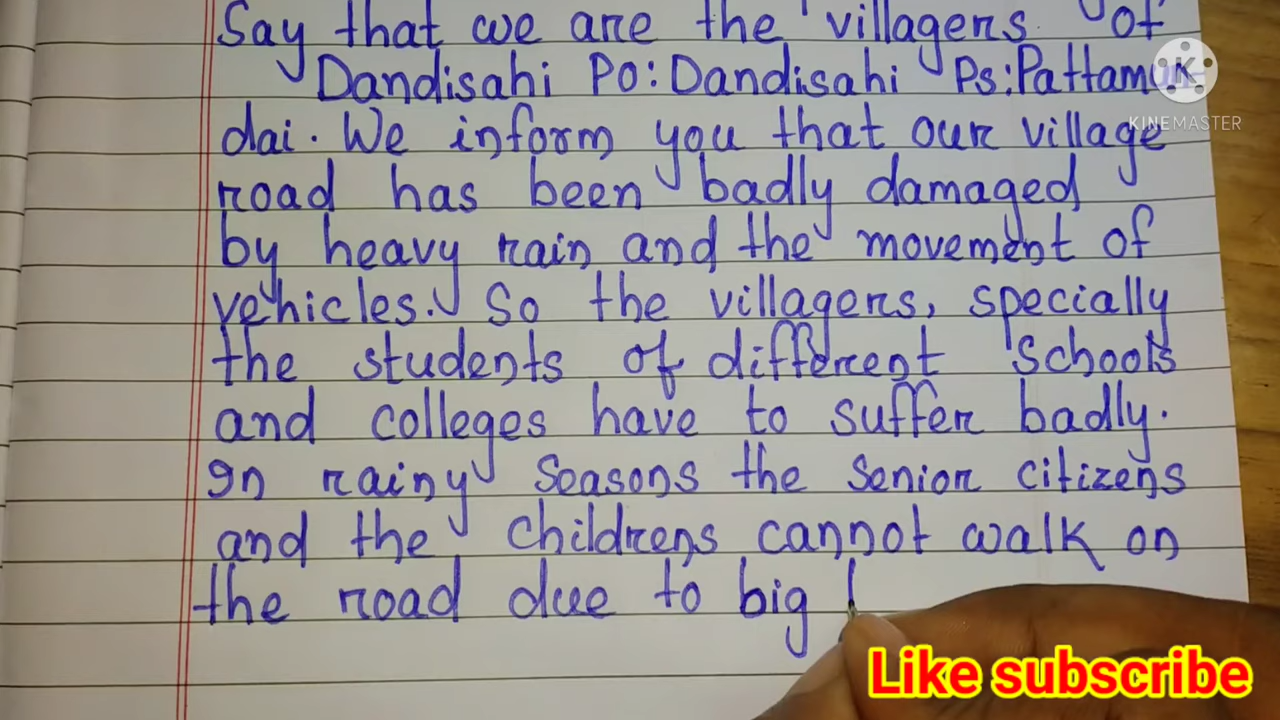 Say that we are the villagers of
Dandisahi Po:Dandisahi Ps:Pattamun-
dai. We inform you that our village
road has been badly damaged
by heavy rain and the movement of
vehicles. So the villagers, specially
the students of different Schools
and colleges have to suffer badly.
In rainy seasons the senior citizens
and the childrens cannot walk on
the road due to big
K
KINEMASTER
Like subscribe